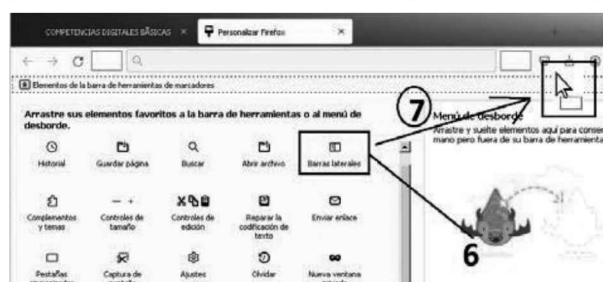 COMPETENCIAS DIGITALES BÁSICAS
Personalizar Firefox
Elementos de la barra de herramientas de marcadores
Arrastre sus elementos favoritos a la barra de herramientas o al menú de
desborde.
Historial
Guardar página
Buscar
Abrir archivo
Barras laterales
Complementos
y temas
Controles de
tamaño
Controles de
edición
Reparar la
codificación de
texto
Enviar enlace
Pestañas
Captura de
Ajustes
Olvidar
Nueva ventana
7
Menú de desborde
Arrastre y suelte elementos aquí para
mano pero fuera de su barra de
6